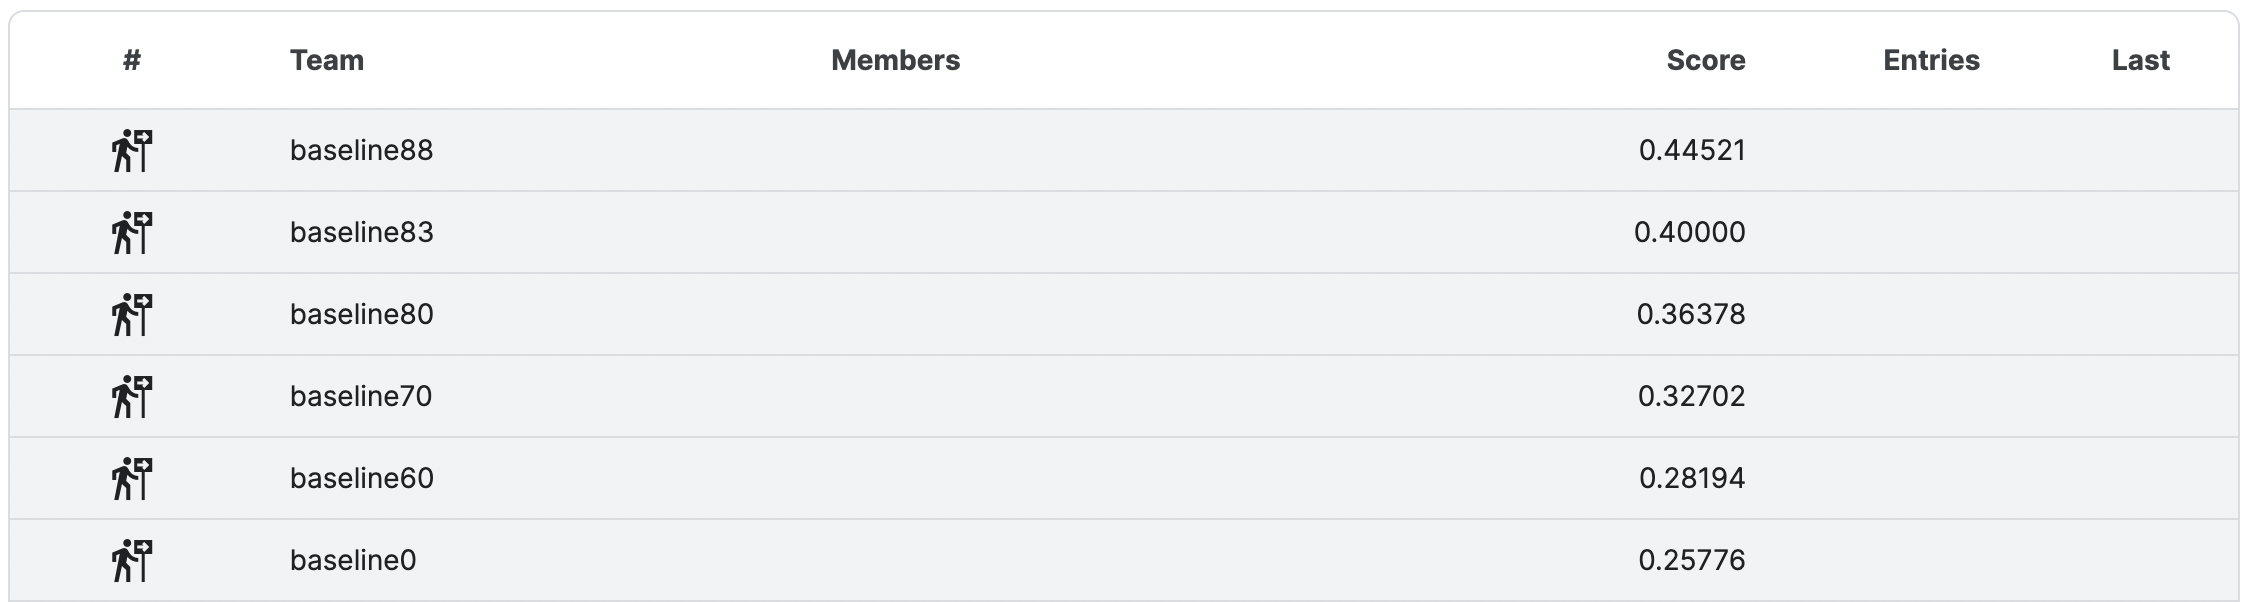 # Team Members Score Entries Last
baseline88 0.44521
baseline83 0.40000
baseline80 0.36378
baseline70 0.32702
baseline60 0.28194
baseline0 0.25776